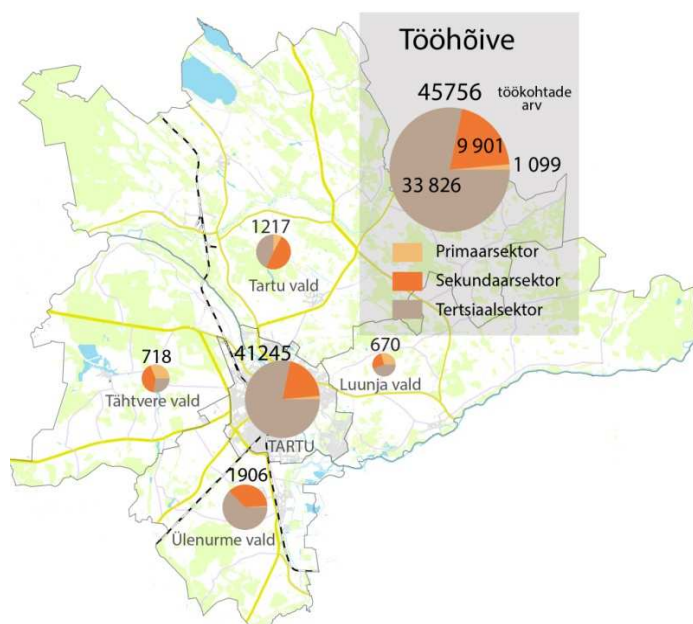 Tööhõive
45756
töökohtade
arv
9 901
1 099
33 826
Primaarsektor
Sekundaarsektor
Tertsiaalsektor
1217
Tartu vald
718
Tähtvere vald
41245
TARTU
670
Luunja vald
1906
Ülenurme vald